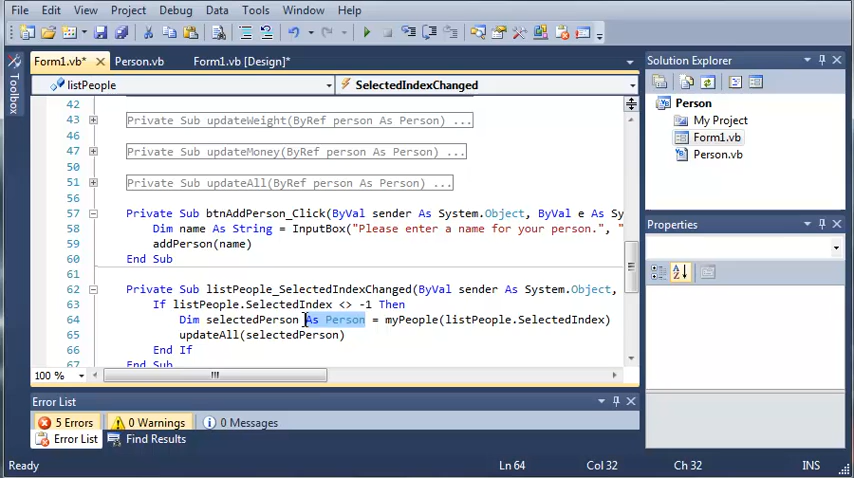 File Edit View Project Debug Data Tools Window Help
Form1.vb* Person.vb Form1.vb [Design]*
Toolbox
listPeople SelectedIndexChanged
42
43 Private Sub updateWeight(ByRef person As Person) ...
46
47 Private Sub updateMoney(ByRef person As Person) ...
50
51 Private Sub updateAll(ByRef person As Person) ...
56
57 Private Sub btnAddPerson_Click(ByVal sender As System.Object, ByVal e As Sy
58 Dim name As String = InputBox("Please enter a name for your person.", "
59 addPerson(name)
60 End Sub
61
62 Private Sub listPeople_SelectedIndexChanged(ByVal sender As System.Object,
63 If listPeople.SelectedIndex <> -1 Then
64 Dim selectedPerson As Person = myPeople(listPeople.SelectedIndex)
65 updateAll(selectedPerson)
66 End If
67 End Sub
100 %
Solution Explorer
Person
My Project
Form1.vb
Person.vb
Properties
Error List
5 Errors 0 Warnings 0 Messages
Error List Find Results
Ready Ln 64 Col 32 Ch 32 INS